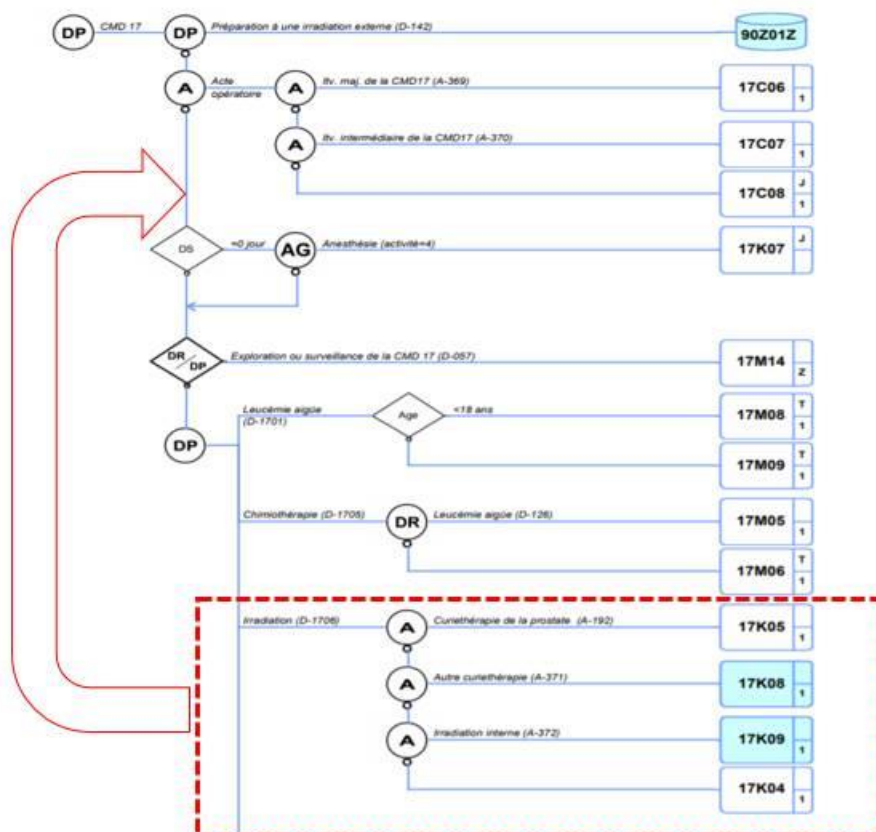 DP CMD 17 DP Préparation à une irradiation externe (D-142) 90Z01Z
A Acte opératoire A Itv. maj. de la CMD17 (A-369) 17C06 1
A Itv. intermédiaire de la CMD17 (A-370) 17C07 1
17C08 J 1
DS =0 jour AG Anesthésie (activité=4) 17K07 J
DR/DP Exploration ou surveillance de la CMD 17 (D-057) 17M14 Z
DP Leucémie aigüe (D-1701) Age <18 ans 17M08 T 1
17M09 T 1
Chimiothérapie (D-1705) DR Leucémie aigüe (D-126) 17M05 1
17M06 T 1
Irradiation (D-1706) A Curiethérapie de la prostate (A-192) 17K05 1
A Autre curiethérapie (A-371) 17K08 1
A Irradiation interne (A-372) 17K09 1
17K04 1